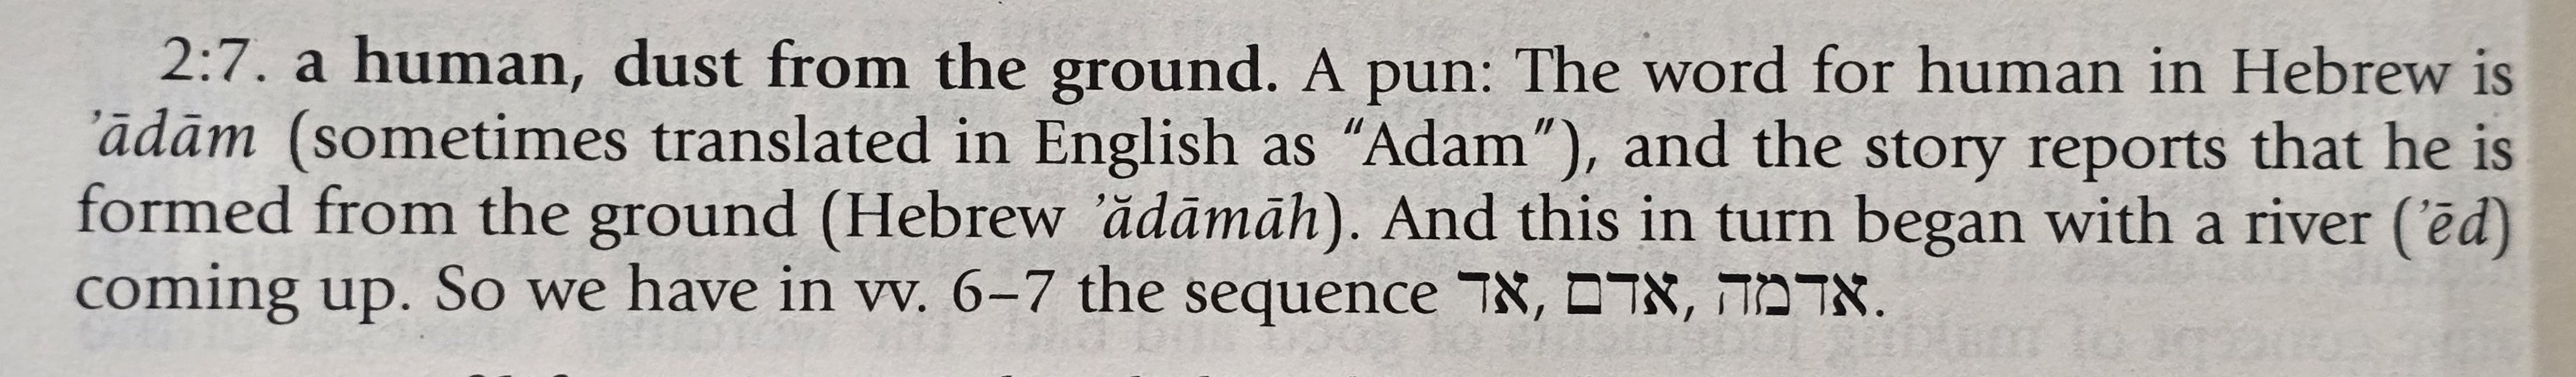 2:7. a human, dust from the ground. A pun: The word for human in Hebrew is
ʾādām (sometimes translated in English as "Adam"), and the story reports that he is
formed from the ground (Hebrew ʾădāmāh). And this in turn began with a river (ʾēd)
coming up. So we have in vv. 6–7 the sequence אד, אדם, אדמה.